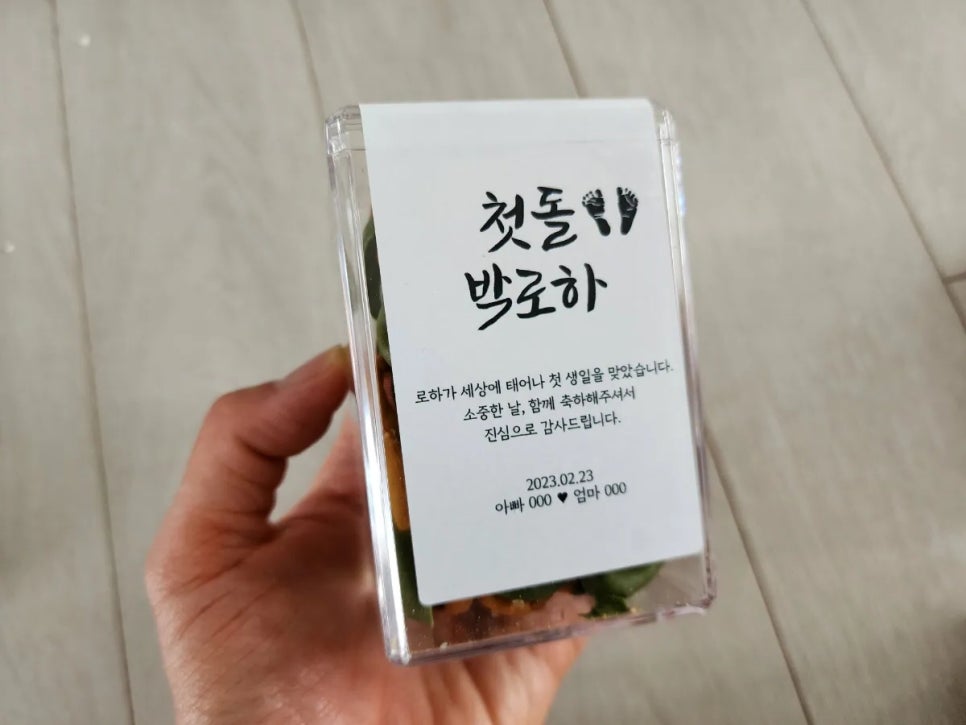 첫돌
박로하
로하가 세상에 태어나 첫 생일을 맞았습니다.
소중한 날, 함께 축하해주셔서
진심으로 감사드립니다.
2023.02.23
아빠 000 ♥ 엄마 000